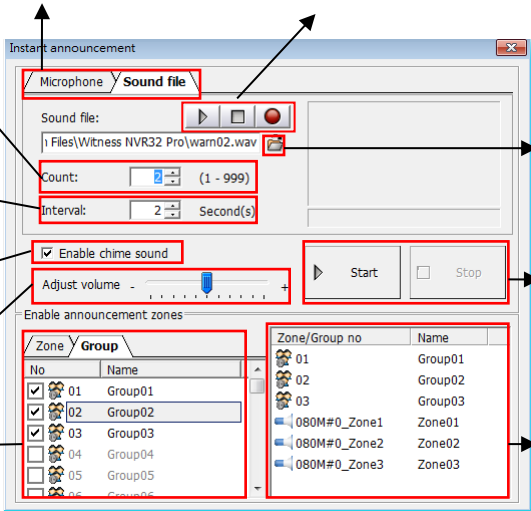 Instant announcement
Microphone Sound file
Sound file:
Files\Witness NVR32 Pro\warn02.wav
Count: 2 (1 - 999)
Interval: 2 Second(s)
Enable chime sound
Adjust volume - +
Start Stop
Enable announcement zones
Zone Group
No Name
01 Group01
02 Group02
03 Group03
04 Group04
05 Group05
06 Group06
Zone/Group no Name
01 Group01
02 Group02
03 Group03
080M#0_Zone1 Zone01
080M#0_Zone2 Zone02
080M#0_Zone3 Zone03